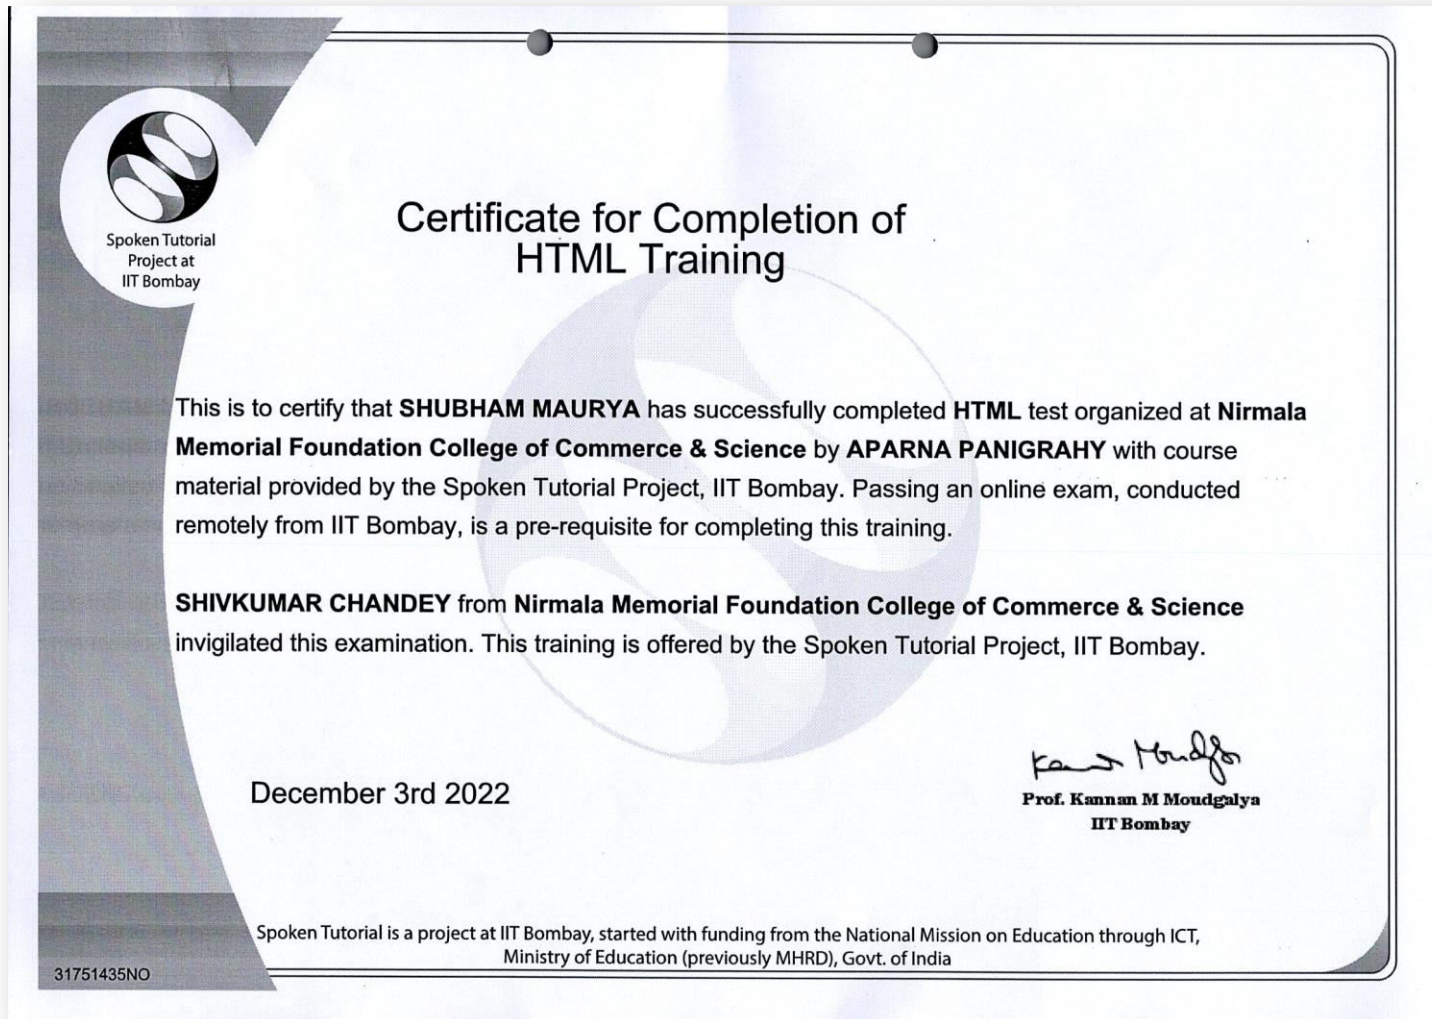 Spoken Tutorial
Project at
IIT Bombay
Certificate for Completion of
HTML Training
This is to certify that SHUBHAM MAURYA has successfully completed HTML test organized at Nirmala
Memorial Foundation College of Commerce & Science by APARNA PANIGRAHY with course
material provided by the Spoken Tutorial Project, IIT Bombay. Passing an online exam, conducted
remotely from IIT Bombay, is a pre-requisite for completing this training.
SHIVKUMAR CHANDEY from Nirmala Memorial Foundation College of Commerce & Science
invigilated this examination. This training is offered by the Spoken Tutorial Project, IIT Bombay.
December 3rd 2022
Prof. Kannan M Moudgalya
IIT Bombay
Spoken Tutorial is a project at IIT Bombay, started with funding from the National Mission on Education through ICT,
Ministry of Education (previously MHRD), Govt. of India
31751435NO